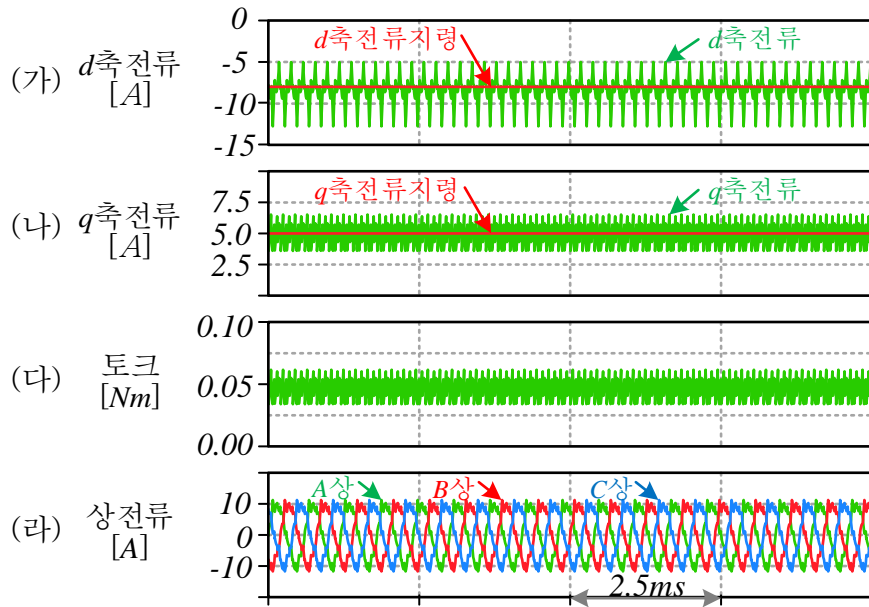 (가) d축전류
[A]
0
-5
-10
-15
d축전류지령
d축전류
(나) q축전류
[A]
7.5
5.0
2.5
q축전류지령
q축전류
(다) 토크
[Nm]
0.10
0.05
0.00
(라) 상전류
[A]
10
0
-10
A상
B상
C상
2.5ms